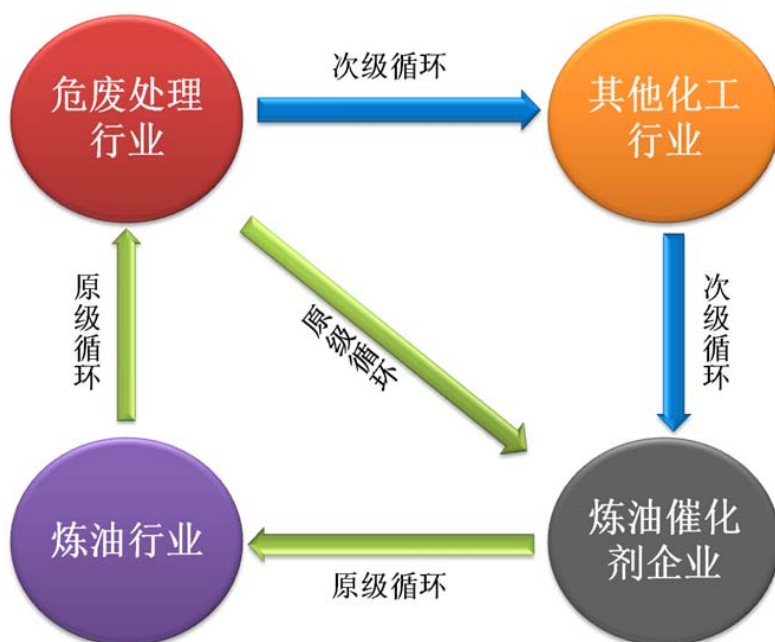 次级循环
危废处理
行业
其他化工
行业
原级循环
原级循环
次级循环
炼油行业
炼油催化
剂企业
原级循环